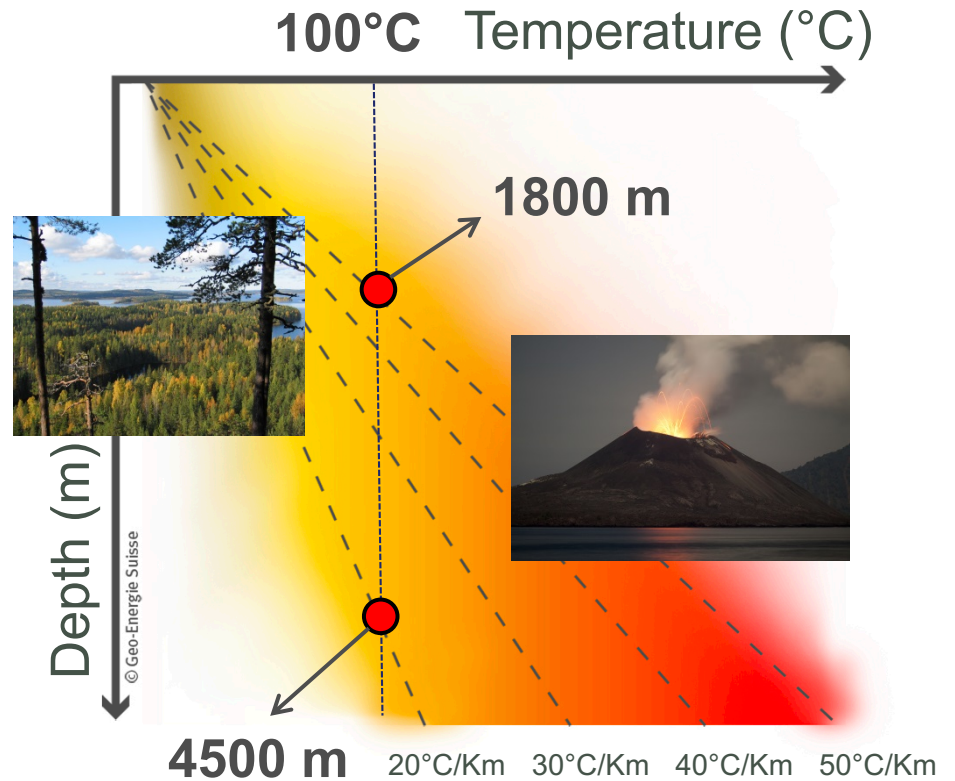 100°C Temperature (°C)
1800 m
Depth (m)
© Geo-Energie Suisse
4500 m
20°C/Km 30°C/Km 40°C/Km 50°C/Km